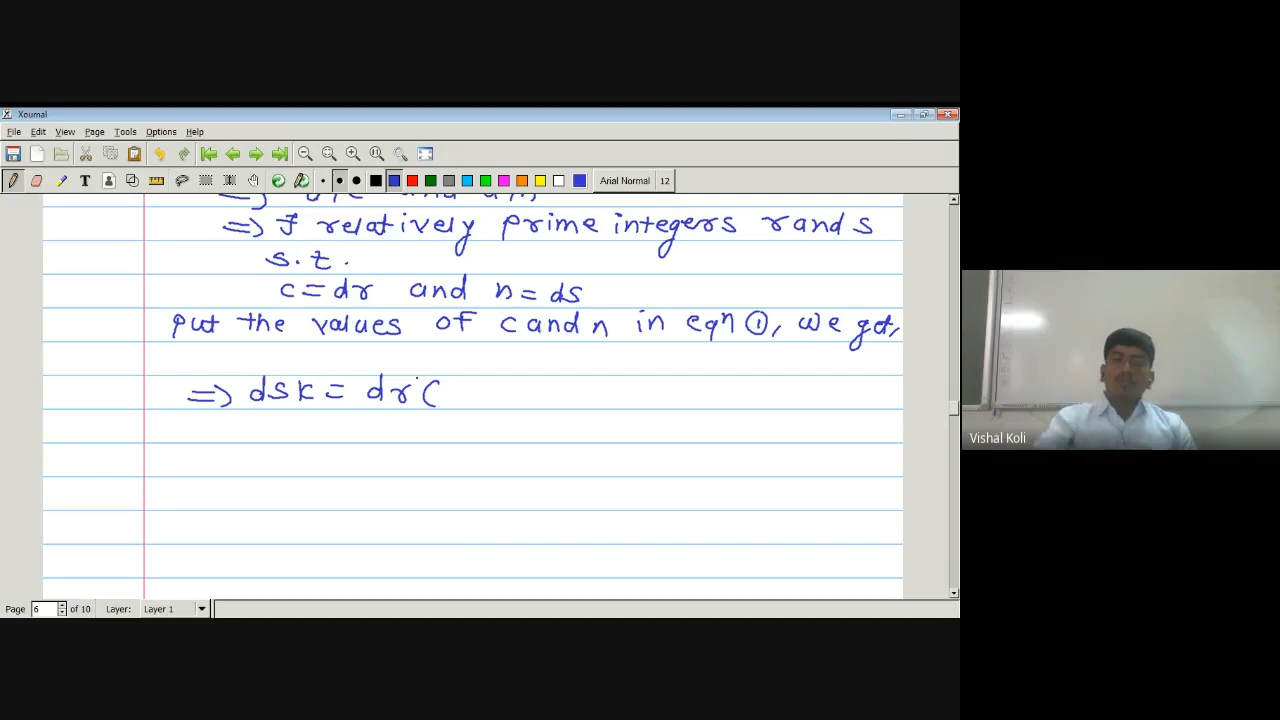 Xournal
File Edit View Page Tools Options Help
Arial Normal 12
⇒ ∃ relatively prime integers r and s
s.t.
c = dr and n = ds
put the values of c and n in eqn ①, we get,
⇒ dsk = dr (
Vishal Koli
Page 6 of 10 Layer: Layer 1